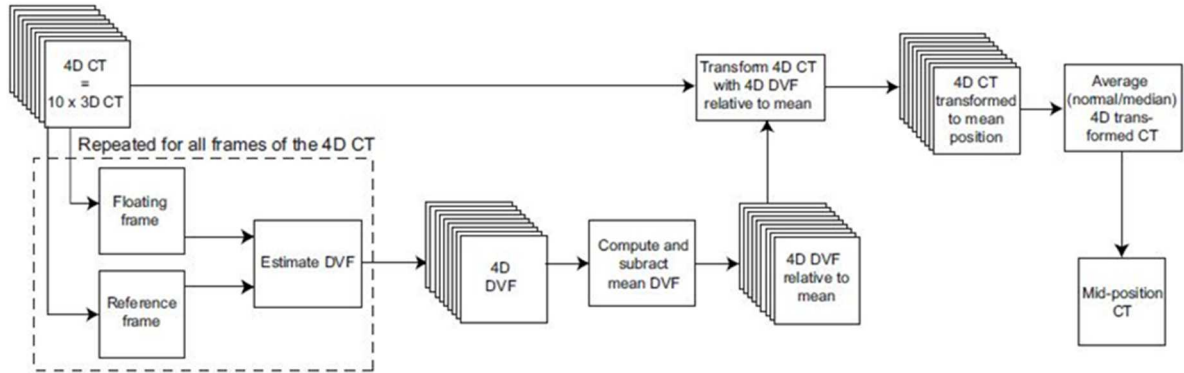 4D CT
=
10 x 3D CT
Repeated for all frames of the 4D CT
Floating
frame
Reference
frame
Estimate DVF
4D
DVF
Compute and
subract
mean DVF
4D DVF
relative to
mean
Transform 4D CT
with 4D DVF
relative to mean
4D CT
transformed
to mean
position
Average
(normal/median)
4D trans-
formed CT
Mid-position
CT